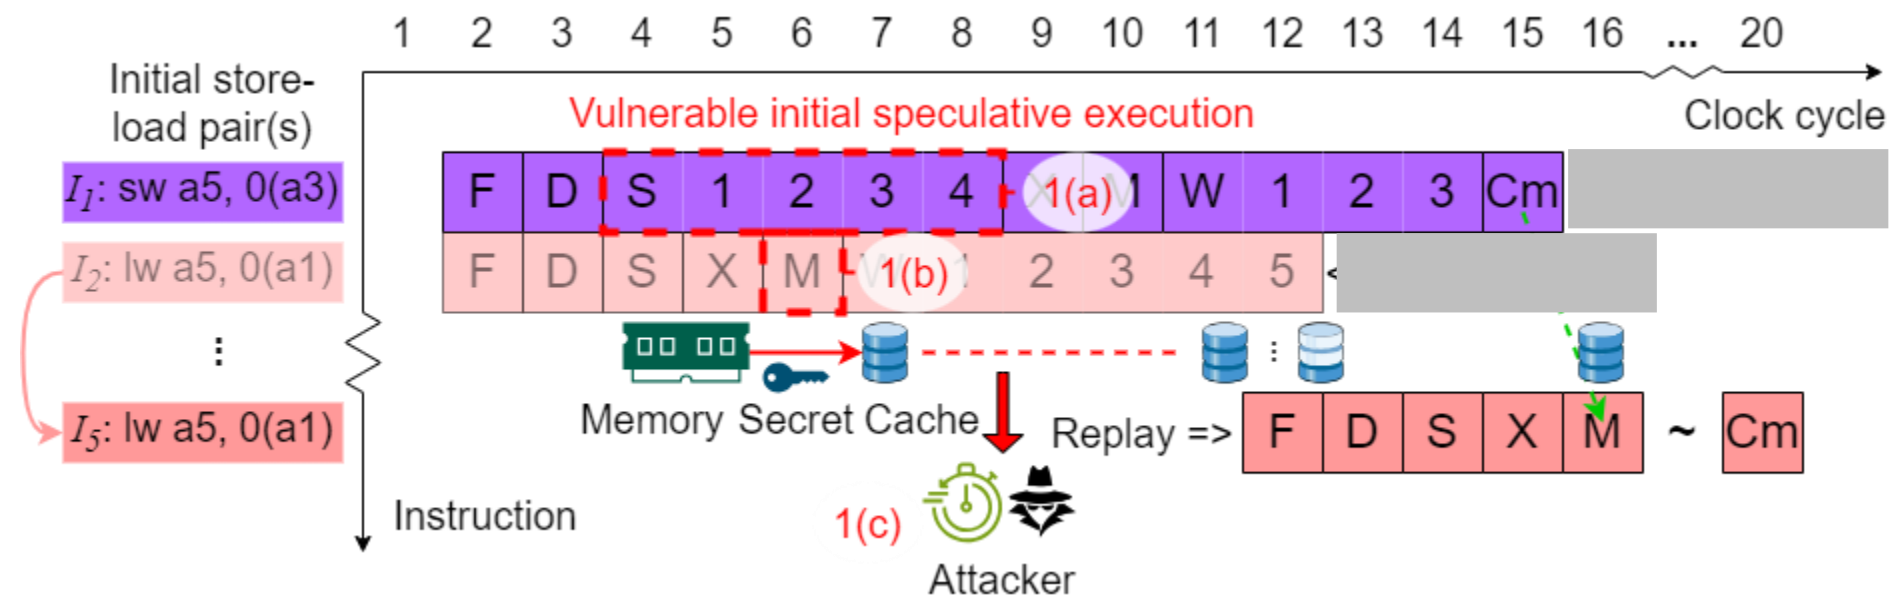 1 2 3 4 5 6 7 8 9 10 11 12 13 14 15 16 ... 20
Initial store-
load pair(s)
Vulnerable initial speculative execution
Clock cycle
I1: sw a5, 0(a3)
F D S 1 2 3 4 X M W 1 2 3 Cm
1(a)
I2: lw a5, 0(a1)
F D S X M W 1 2 3 4 5 <
1(b)
Memory Secret Cache
I5: lw a5, 0(a1)
Replay => F D S X M ~ Cm
Instruction
1(c)
Attacker